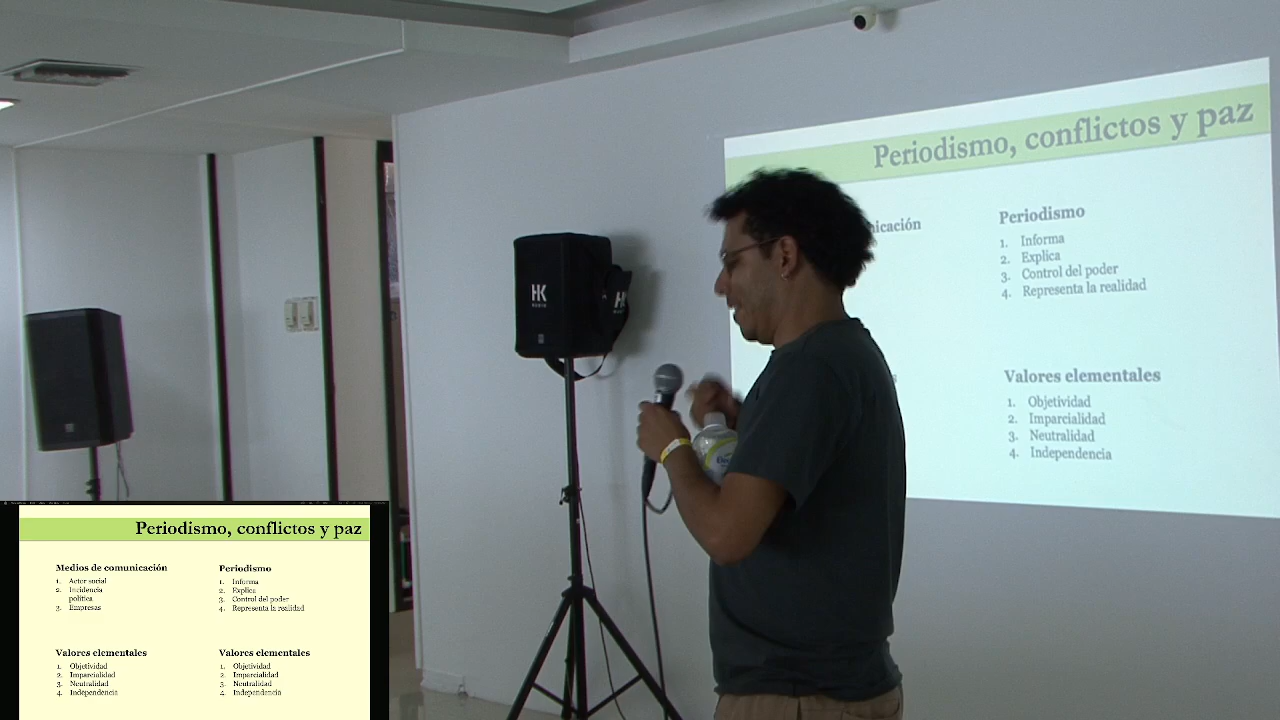 Periodismo, conflictos y paz
nicación
Periodismo
1. Informa
2. Explica
3. Control del poder
4. Representa la realidad
Valores elementales
1. Objetividad
2. Imparcialidad
3. Neutralidad
4. Independencia
HK
HK
Periodismo, conflictos y paz
Medios de comunicación
1. Actor social
2. Incidencia
política
3. Empresas
Periodismo
1. Informa
2. Explica
3. Control del poder
4. Representa la realidad
Valores elementales
1. Objetividad
2. Imparcialidad
3. Neutralidad
4. Independencia
Valores elementales
1. Objetividad
2. Imparcialidad
3. Neutralidad
4. Independencia